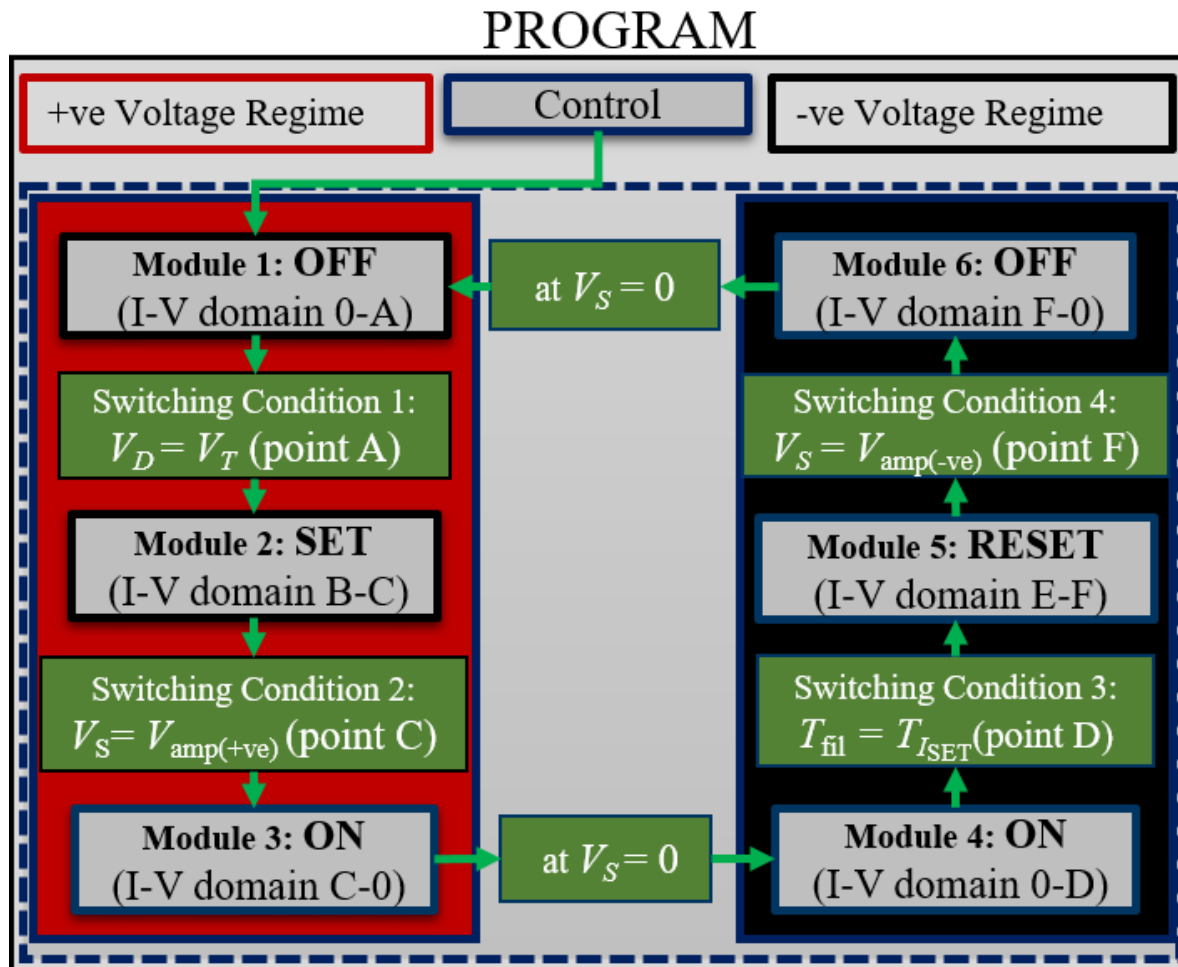 PROGRAM
+ve Voltage Regime
Control
-ve Voltage Regime
Module 1: OFF
(I-V domain 0-A)
at V_S = 0
Module 6: OFF
(I-V domain F-0)
Switching Condition 1:
V_D = V_T (point A)
Switching Condition 4:
V_S = V_amp(-ve) (point F)
Module 2: SET
(I-V domain B-C)
Module 5: RESET
(I-V domain E-F)
Switching Condition 2:
V_S= V_amp(+ve) (point C)
Switching Condition 3:
T_fil = T_I_SET(point D)
Module 3: ON
(I-V domain C-0)
at V_S = 0
Module 4: ON
(I-V domain 0-D)